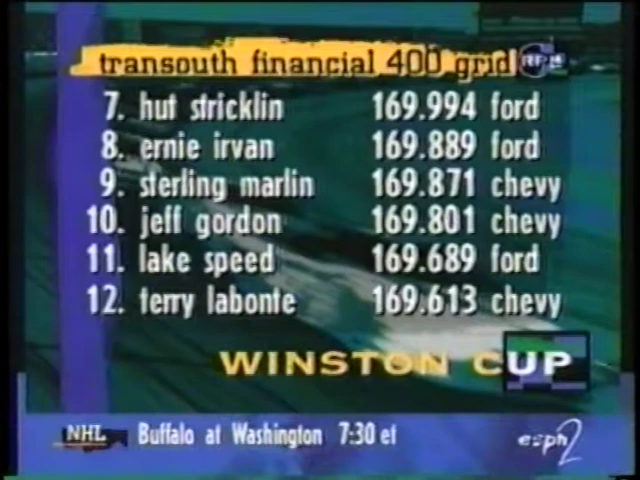 transouth financial 400 grid
7. hut stricklin 169.994 ford
8. ernie irvan 169.889 ford
9. sterling marlin 169.871 chevy
10. jeff gordon 169.801 chevy
11. lake speed 169.689 ford
12. terry labonte 169.613 chevy
WINSTON CUP
NHL Buffalo at Washington 7:30 et
espn2